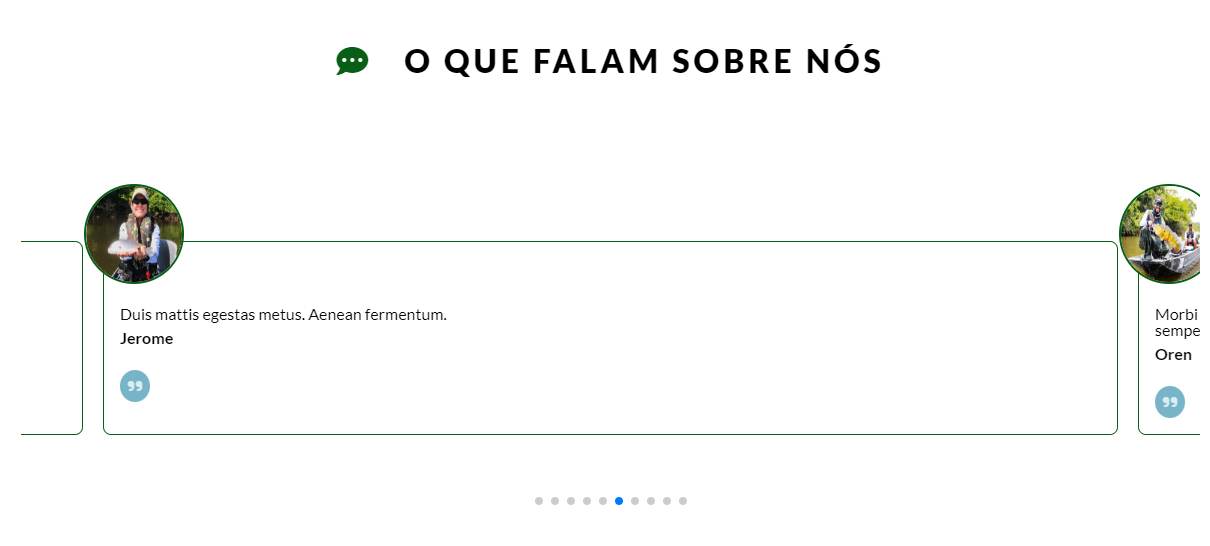 O QUE FALAM SOBRE NÓS
Duis mattis egestas metus. Aenean fermentum.
Jerome
Morbi
sempe
Oren